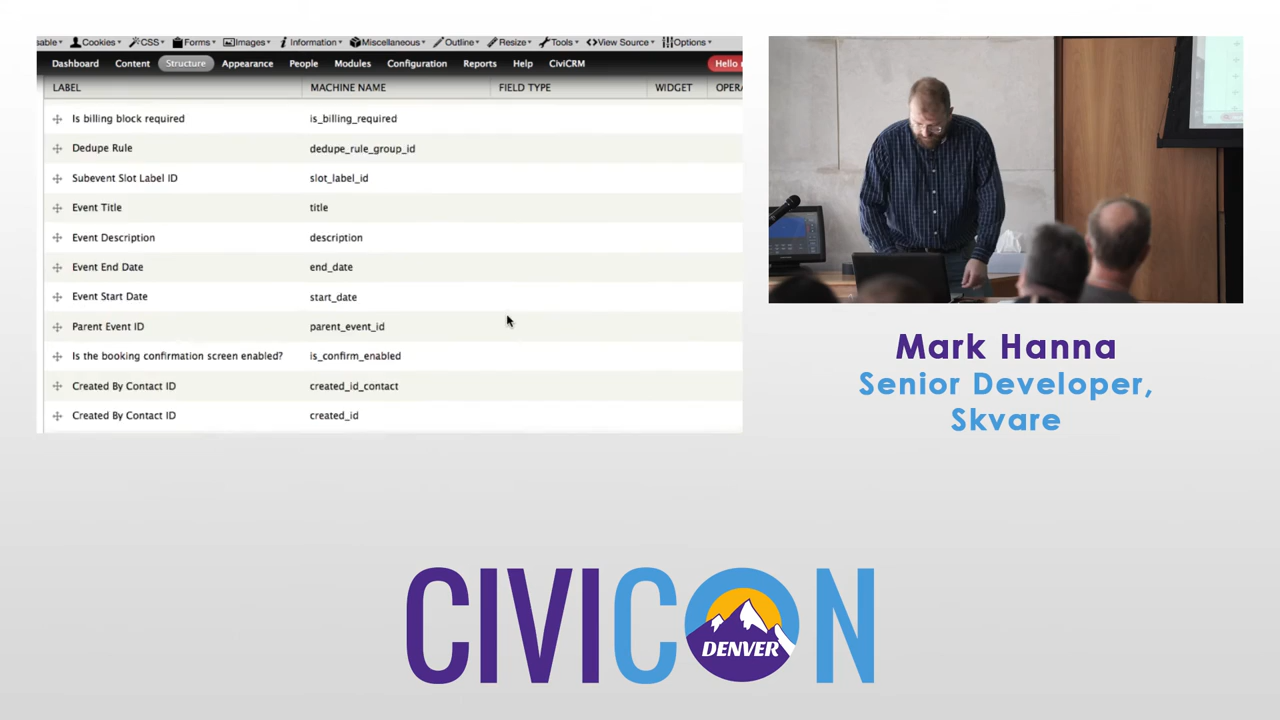 sable▾ Cookies▾ CSS▾ Forms▾ Images▾ Information▾ Miscellaneous▾ Outline▾ Resize▾ Tools▾ View Source▾ Options▾
Dashboard Content Structure Appearance People Modules Configuration Reports Help CiviCRM Hello
LABEL MACHINE NAME FIELD TYPE WIDGET OPERA
Is billing block required is_billing_required
Dedupe Rule dedupe_rule_group_id
Subevent Slot Label ID slot_label_id
Event Title title
Event Description description
Event End Date end_date
Event Start Date start_date
Parent Event ID parent_event_id
Is the booking confirmation screen enabled? is_confirm_enabled
Created By Contact ID created_id_contact
Created By Contact ID created_id
Mark Hanna
Senior Developer,
Skvare
CIVICON
DENVER